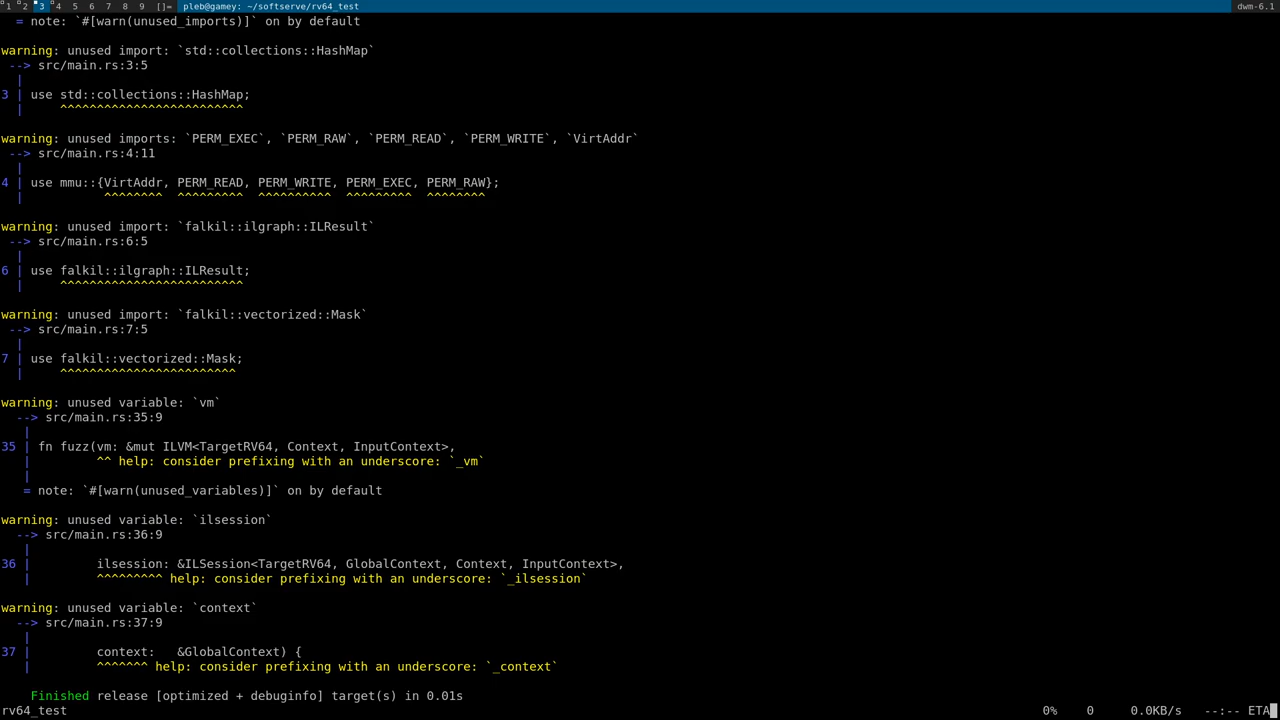 1 2 3 4 5 6 7 8 9 []= pleb@gamey: ~/softserve/rv64_test dwm-6.1
= note: `#[warn(unused_imports)]` on by default
warning: unused import: `std::collections::HashMap`
--> src/main.rs:3:5
|
3 | use std::collections::HashMap;
| ^^^^^^^^^^^^^^^^^^^^^^^^^
warning: unused imports: `PERM_EXEC`, `PERM_RAW`, `PERM_READ`, `PERM_WRITE`, `VirtAddr`
--> src/main.rs:4:11
|
4 | use mmu::{VirtAddr, PERM_READ, PERM_WRITE, PERM_EXEC, PERM_RAW};
| ^^^^^^^^ ^^^^^^^^^ ^^^^^^^^^^ ^^^^^^^^^ ^^^^^^^^
warning: unused import: `falkil::ilgraph::ILResult`
--> src/main.rs:6:5
|
6 | use falkil::ilgraph::ILResult;
| ^^^^^^^^^^^^^^^^^^^^^^^^^
warning: unused import: `falkil::vectorized::Mask`
--> src/main.rs:7:5
|
7 | use falkil::vectorized::Mask;
| ^^^^^^^^^^^^^^^^^^^^^^^^
warning: unused variable: `vm`
--> src/main.rs:35:9
|
35 | fn fuzz(vm: &mut ILVM<TargetRV64, Context, InputContext>,
| ^^ help: consider prefixing with an underscore: `_vm`
|
= note: `#[warn(unused_variables)]` on by default
warning: unused variable: `ilsession`
--> src/main.rs:36:9
|
36 | ilsession: &ILSession<TargetRV64, GlobalContext, Context, InputContext>,
| ^^^^^^^^^ help: consider prefixing with an underscore: `_ilsession`
warning: unused variable: `context`
--> src/main.rs:37:9
|
37 | context: &GlobalContext) {
| ^^^^^^^ help: consider prefixing with an underscore: `_context`
Finished release [optimized + debuginfo] target(s) in 0.01s
rv64_test 0% 0 0.0KB/s --:-- ETA